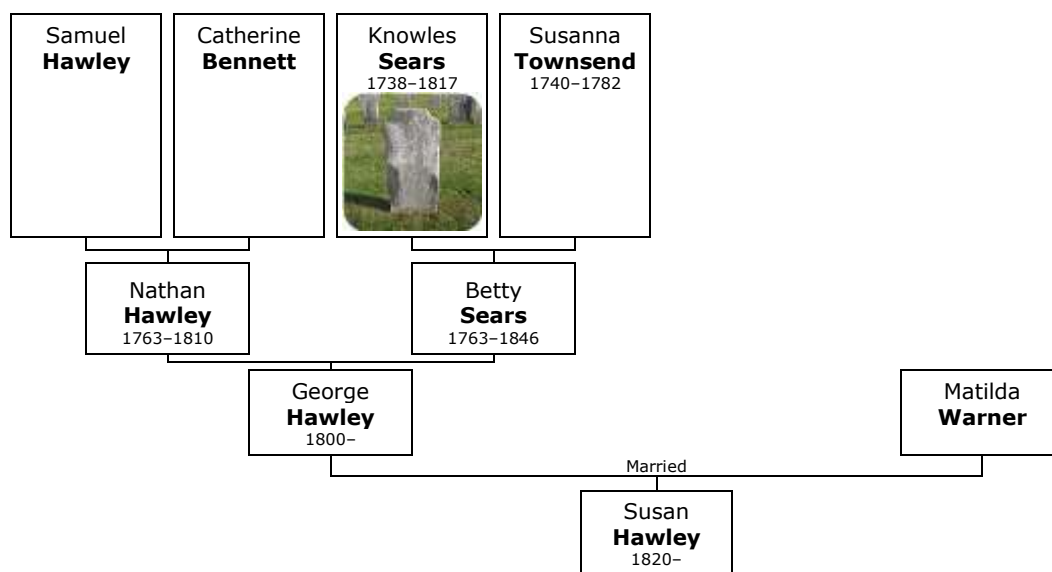 Samuel
Hawley
Catherine
Bennett
Knowles
Sears
1738–1817
Susanna
Townsend
1740–1782
Nathan
Hawley
1763–1810
Betty
Sears
1763–1846
George
Hawley
1800–
Matilda
Warner
Married
Susan
Hawley
1820–